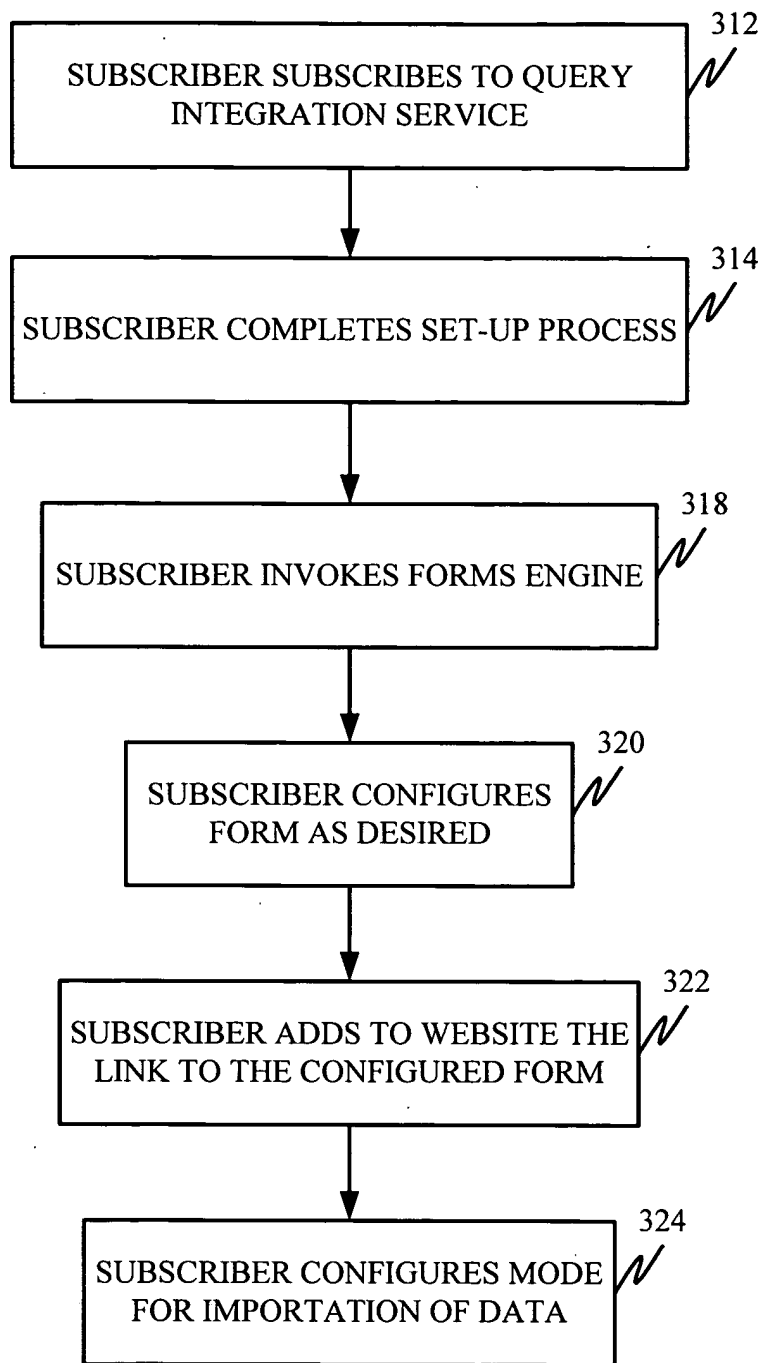 312
SUBSCRIBER SUBSCRIBES TO QUERY
INTEGRATION SERVICE
314
SUBSCRIBER COMPLETES SET-UP PROCESS
318
SUBSCRIBER INVOKES FORMS ENGINE
320
SUBSCRIBER CONFIGURES
FORM AS DESIRED
322
SUBSCRIBER ADDS TO WEBSITE THE
LINK TO THE CONFIGURED FORM
324
SUBSCRIBER CONFIGURES MODE
FOR IMPORTATION OF DATA